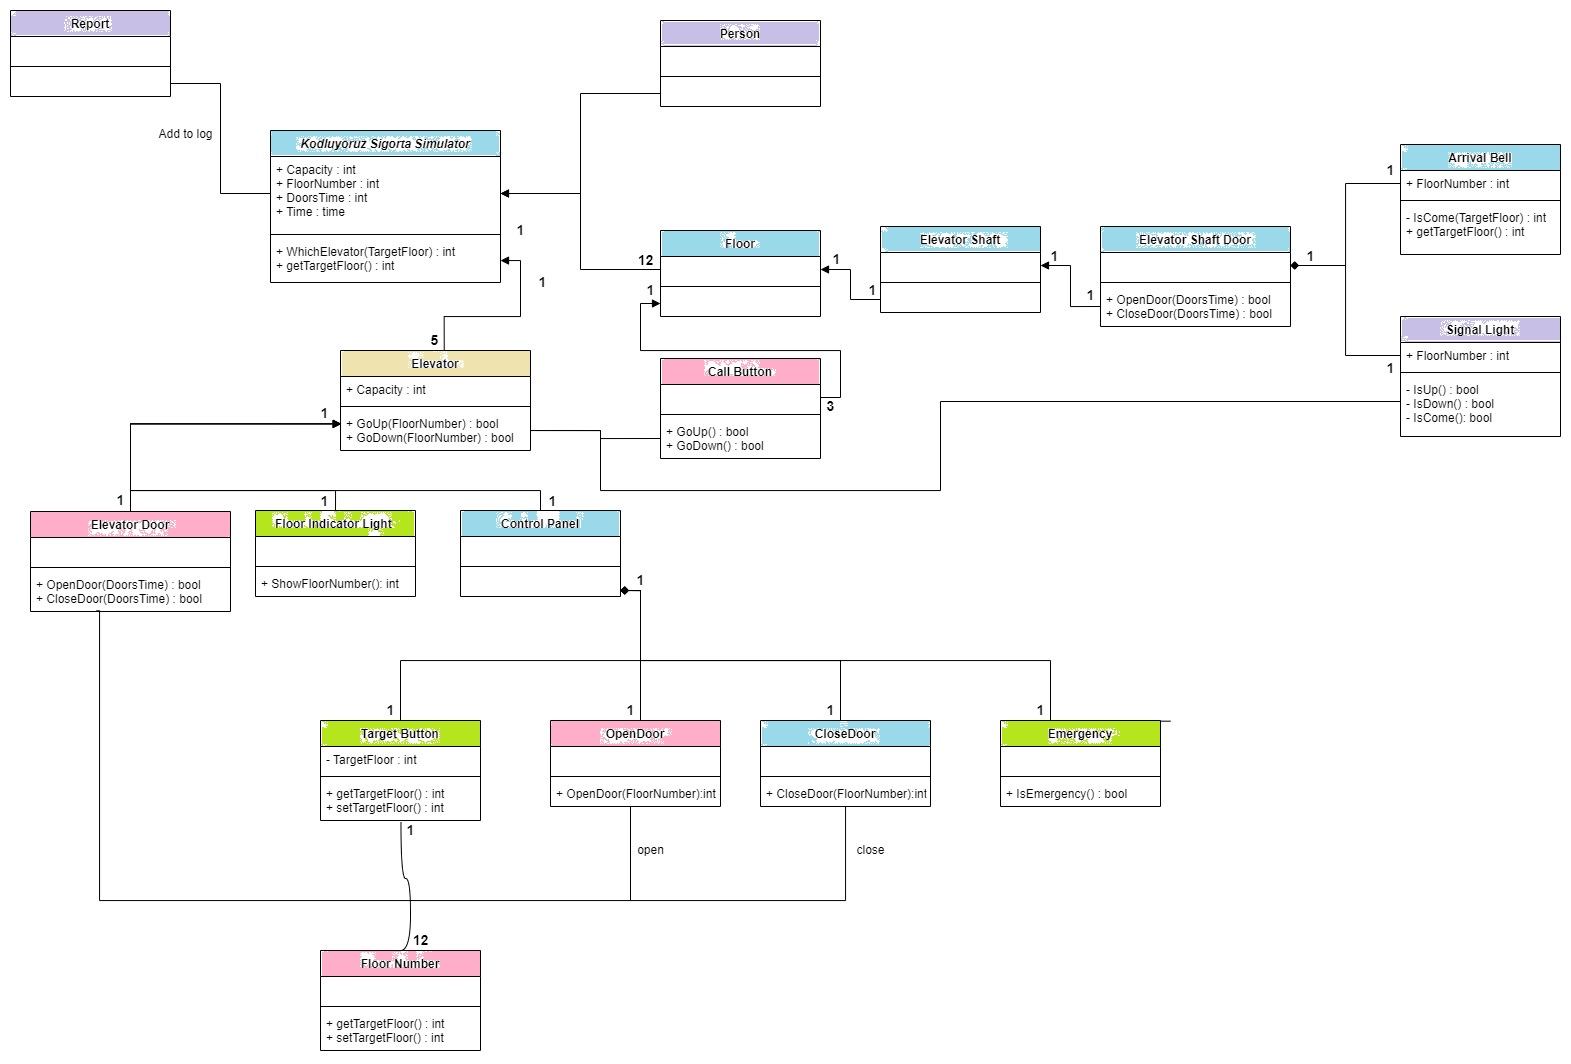 Report
Person
Add to log
Kodluyoruz Sigorta Simulator
+ Capacity : int
+ FloorNumber : int
+ DoorsTime : int
+ Time : time
+ WhichElevator(TargetFloor) : int
+ getTargetFloor() : int
1
1
5
12
Floor
1
1
1
Elevator Shaft
1
1
Elevator Shaft Door
+ OpenDoor(DoorsTime) : bool
+ CloseDoor(DoorsTime) : bool
1
1
Arrival Bell
+ FloorNumber : int
- IsCome(TargetFloor) : int
+ getTargetFloor() : int
Signal Light
+ FloorNumber : int
1
- IsUp() : bool
- IsDown() : bool
- IsCome(): bool
Elevator
+ Capacity : int
+ GoUp(FloorNumber) : bool
+ GoDown(FloorNumber) : bool
1
Call Button
3
+ GoUp() : bool
+ GoDown() : bool
1
1
1
Elevator Door
+ OpenDoor(DoorsTime) : bool
+ CloseDoor(DoorsTime) : bool
Floor Indicator Light
+ ShowFloorNumber(): int
Control Panel
1
1
1
1
1
Target Button
- TargetFloor : int
+ getTargetFloor() : int
+ setTargetFloor() : int
OpenDoor
+ OpenDoor(FloorNumber):int
CloseDoor
+ CloseDoor(FloorNumber):int
Emergency
+ IsEmergency() : bool
1
open
close
12
Floor Number
+ getTargetFloor() : int
+ setTargetFloor() : int